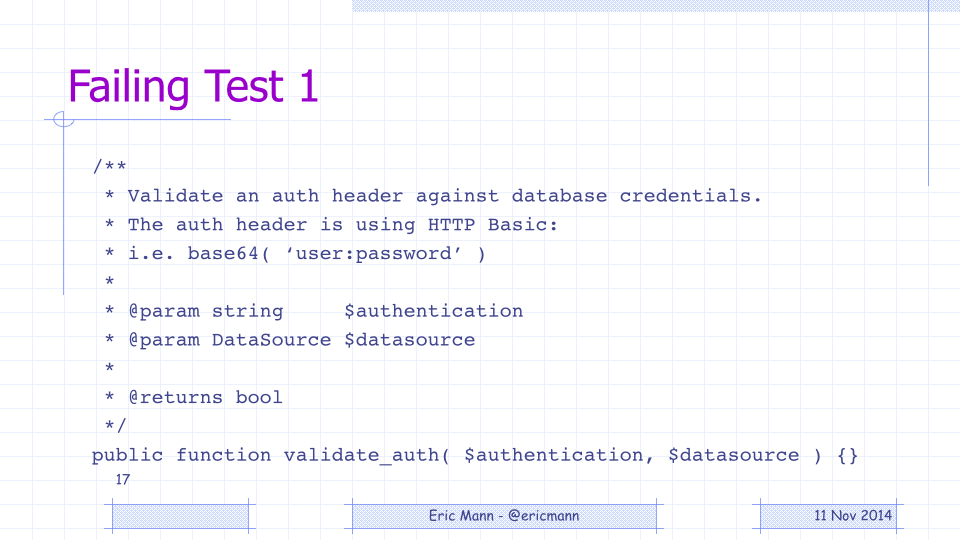 Failing Test 1
/**
 * Validate an auth header against database credentials.
 * The auth header is using HTTP Basic:
 * i.e. base64( ‘user:password’ )
 *
 * @param string     $authentication
 * @param DataSource $datasource
 *
 * @returns bool
 */
public function validate_auth( $authentication, $datasource ) {}
17
Eric Mann - @ericmann
11 Nov 2014